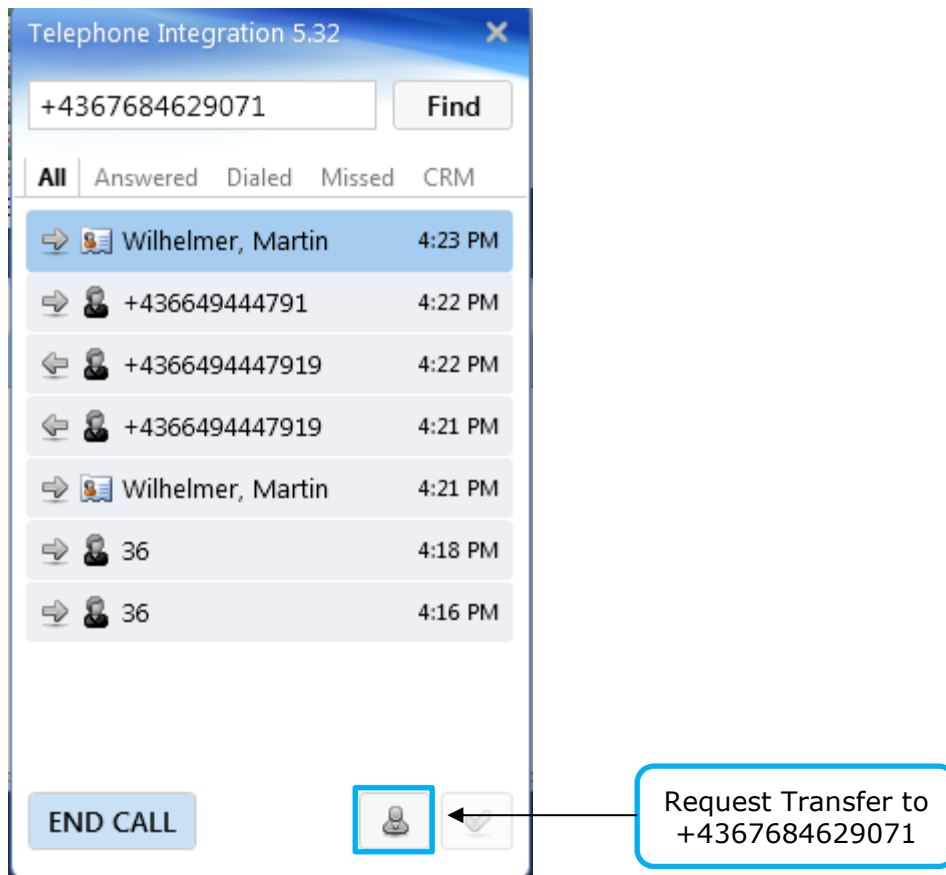 Telephone Integration 5.32
+4367684629071 Find
All Answered Dialed Missed CRM
Wilhelmer, Martin 4:23 PM
+436649444791 4:22 PM
+4366494447919 4:22 PM
+4366494447919 4:21 PM
Wilhelmer, Martin 4:21 PM
36 4:18 PM
36 4:16 PM
END CALL
Request Transfer to
+4367684629071